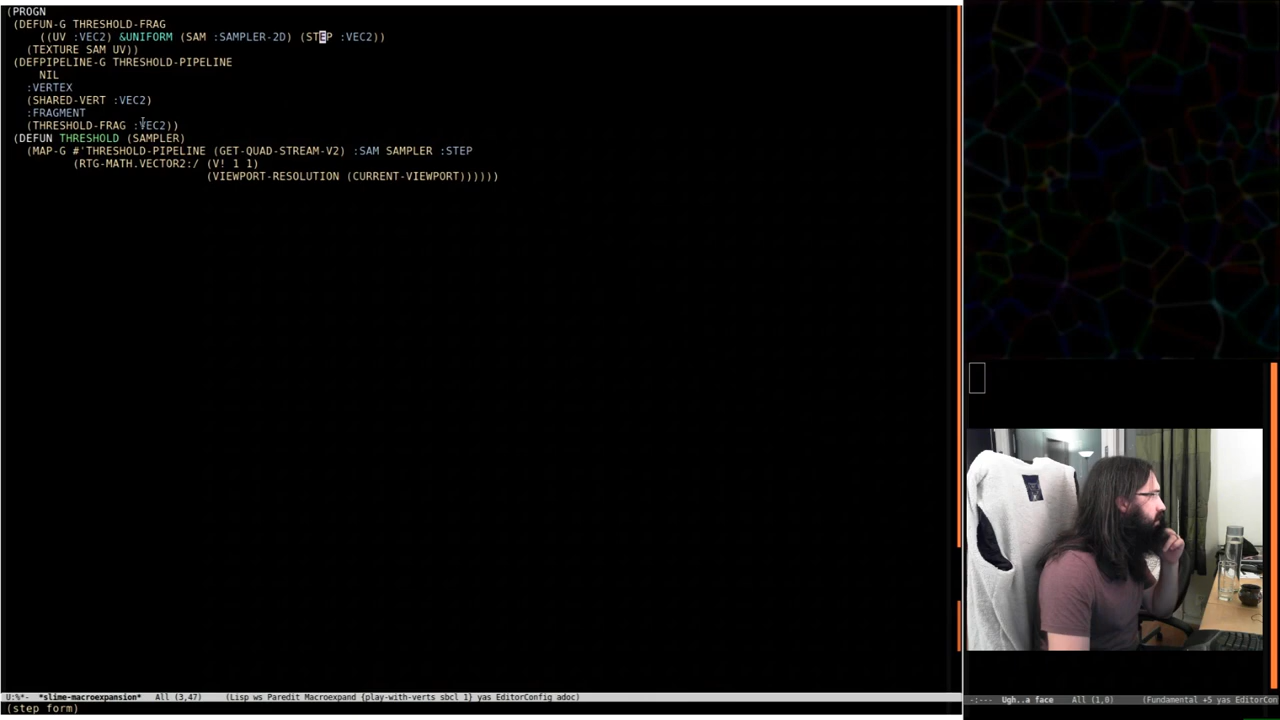 (PROGN
(DEFUN-G THRESHOLD-FRAG
((UV :VEC2) &UNIFORM (SAM :SAMPLER-2D) (STEP :VEC2))
(TEXTURE SAM UV))
(DEFPIPELINE-G THRESHOLD-PIPELINE
NIL
:VERTEX
(SHARED-VERT :VEC2)
:FRAGMENT
(THRESHOLD-FRAG :VEC2))
(DEFUN THRESHOLD (SAMPLER)
(MAP-G #'THRESHOLD-PIPELINE (GET-QUAD-STREAM-V2) :SAM SAMPLER :STEP
(RTG-MATH.VECTOR2:/ (V! 1 1)
(VIEWPORT-RESOLUTION (CURRENT-VIEWPORT))))))
U:%*-  *slime-macroexpansion*  All (3,47)  (Lisp ws Paredit Macroexpand {play-with-verts sbcl 1} yas EditorConfig adoc)
-:---  Ugh..a face  All (1,0)  (Fundamental +5 yas EditorCon
(step form)